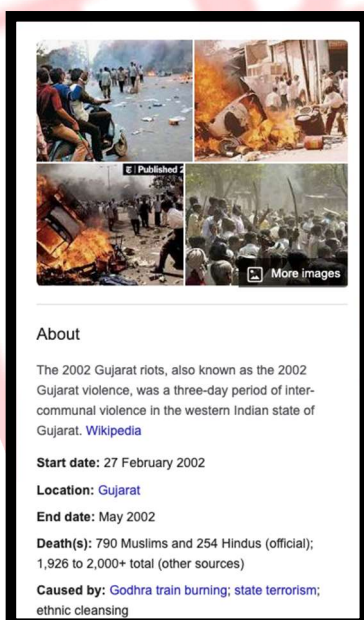 Published 2
More images
About
The 2002 Gujarat riots, also known as the 2002
Gujarat violence, was a three-day period of inter-
communal violence in the western Indian state of
Gujarat. Wikipedia
Start date: 27 February 2002
Location: Gujarat
End date: May 2002
Death(s): 790 Muslims and 254 Hindus (official);
1,926 to 2,000+ total (other sources)
Caused by: Godhra train burning; state terrorism;
ethnic cleansing